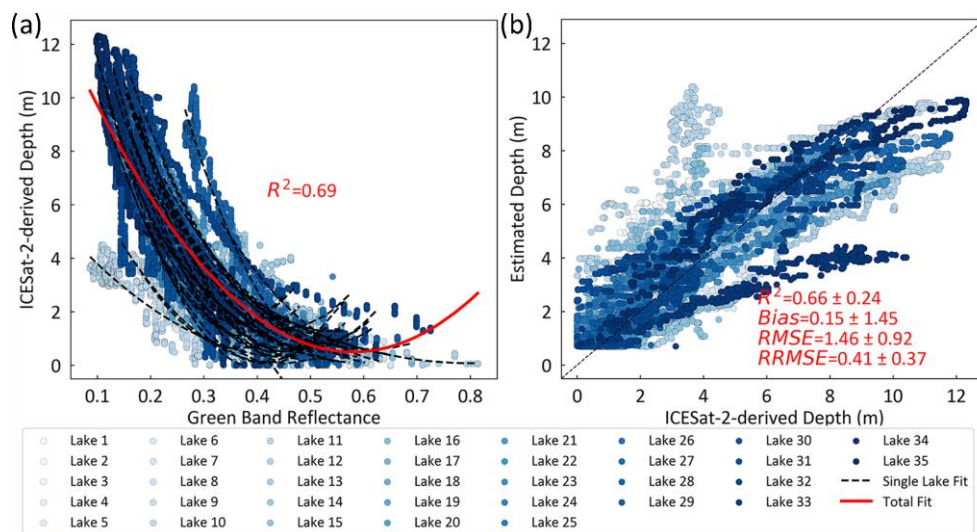 (a)
12
10
8
6
4
2
0
ICESat-2-derived Depth (m)
R²=0.69
0.1 0.2 0.3 0.4 0.5 0.6 0.7 0.8
Green Band Reflectance
(b)
12
10
8
6
4
2
0
Estimated Depth (m)
R²=0.66 ± 0.24
Bias=0.15 ± 1.45
RMSE=1.46 ± 0.92
RRMSE=0.41 ± 0.37
0 2 4 6 8 10 12
ICESat-2-derived Depth (m)
Lake 1 Lake 6 Lake 11 Lake 16 Lake 21 Lake 26 Lake 30 Lake 34
Lake 2 Lake 7 Lake 12 Lake 17 Lake 22 Lake 27 Lake 31 Lake 35
Lake 3 Lake 8 Lake 13 Lake 18 Lake 23 Lake 28 Lake 32 Single Lake Fit
Lake 4 Lake 9 Lake 14 Lake 19 Lake 24 Lake 29 Lake 33 Total Fit
Lake 5 Lake 10 Lake 15 Lake 20 Lake 25